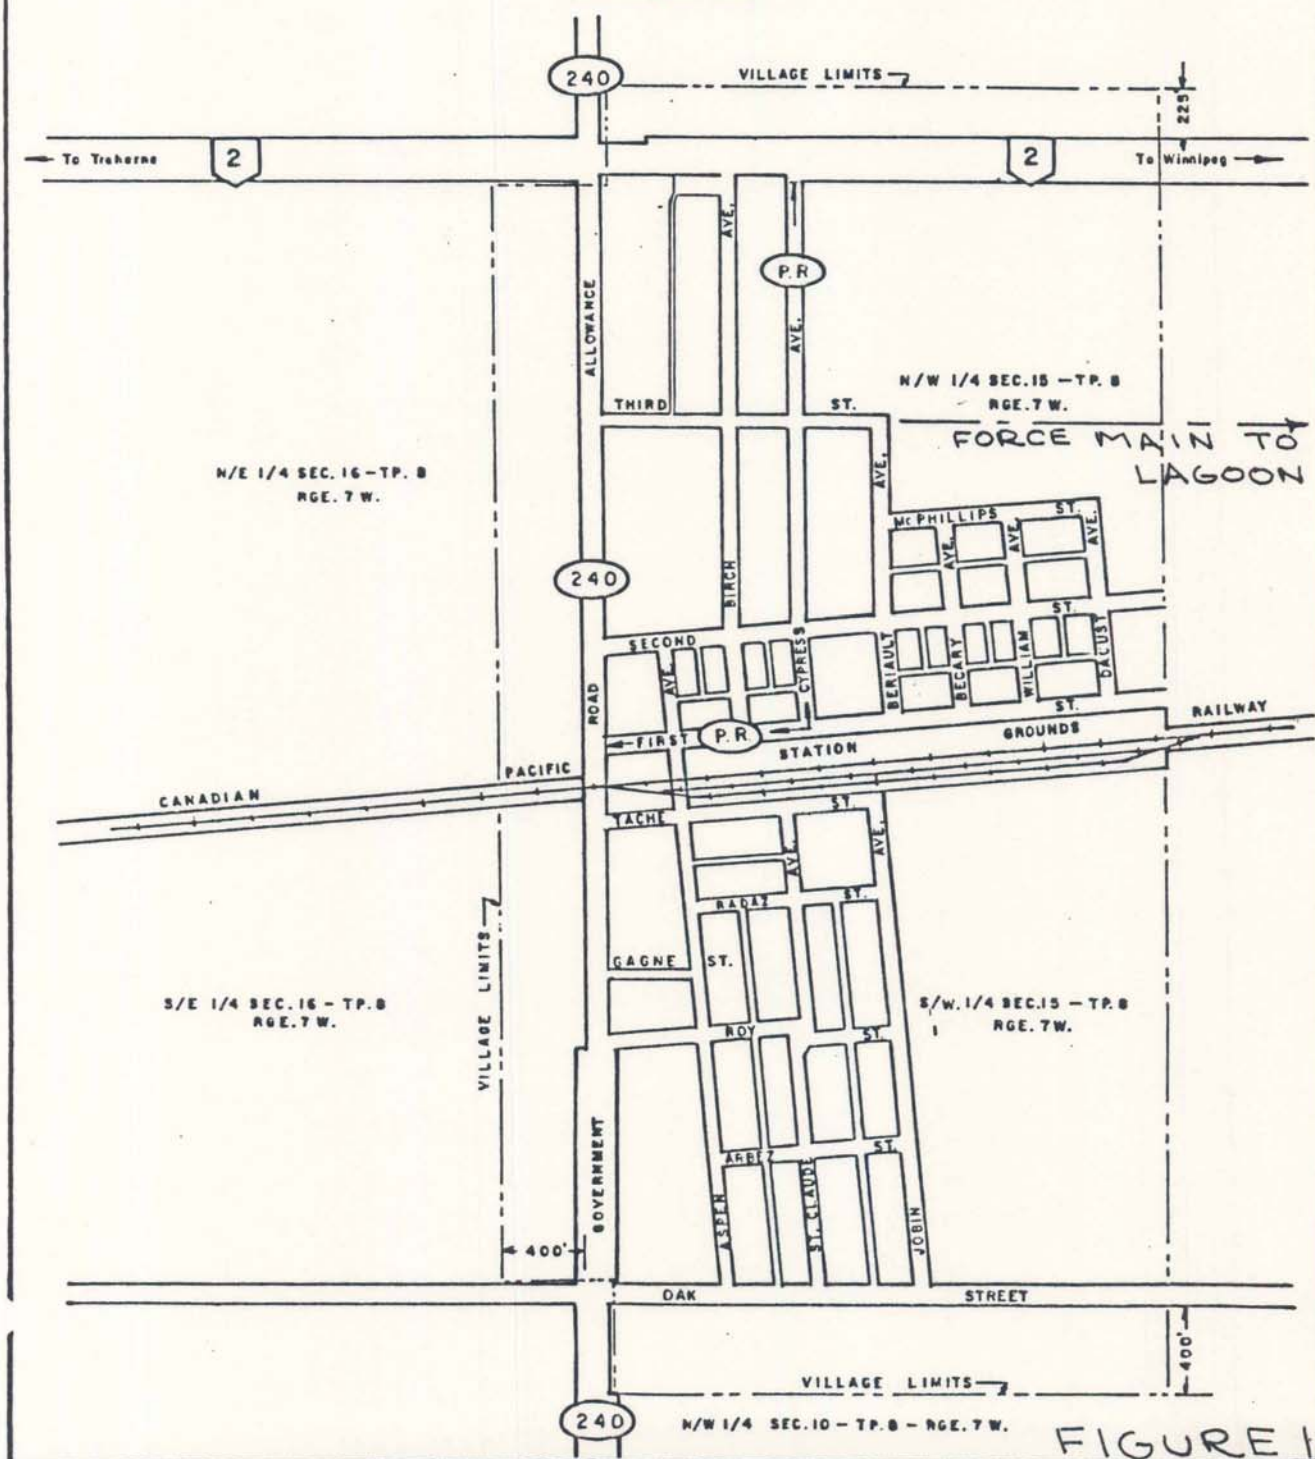 240
VILLAGE LIMITS
225'
To Treherne
2
2
To Winnipeg
AVE.
P.R
ALLOWANCE
AVE.
N/W 1/4 SEC.15 - TP. 8
RGE. 7 W.
THIRD ST.
FORCE MAIN TO
LAGOON
N/E 1/4 SEC. 16 - TP. 8
RGE. 7 W.
AVE.
Mc PHILLIPS ST.
AVE.
AVE.
AVE.
240
BIRCH
SECOND ST.
AVE.
CYPRESS
BERIAULT
BECARY
WILLIAM
DACUST
ROAD
FIRST ST.
P.R.
STATION GROUNDS
CANADIAN PACIFIC RAILWAY
TACHE ST.
AVE.
AVE.
RADAZ ST.
VILLAGE LIMITS
GAGNE ST.
S/E 1/4 SEC. 16 - TP. 8
RGE. 7 W.
S/W. 1/4 SEC. 15 - TP. 8
RGE. 7W.
ROY ST.
GOVERNMENT
ARBEZ ST.
ASPEN
ST. CLAUDE
JOBIN
400'
OAK STREET
400'
VILLAGE LIMITS
240
N/W 1/4 SEC. 10 - TP. 8 - RGE. 7 W.
FIGURE 1